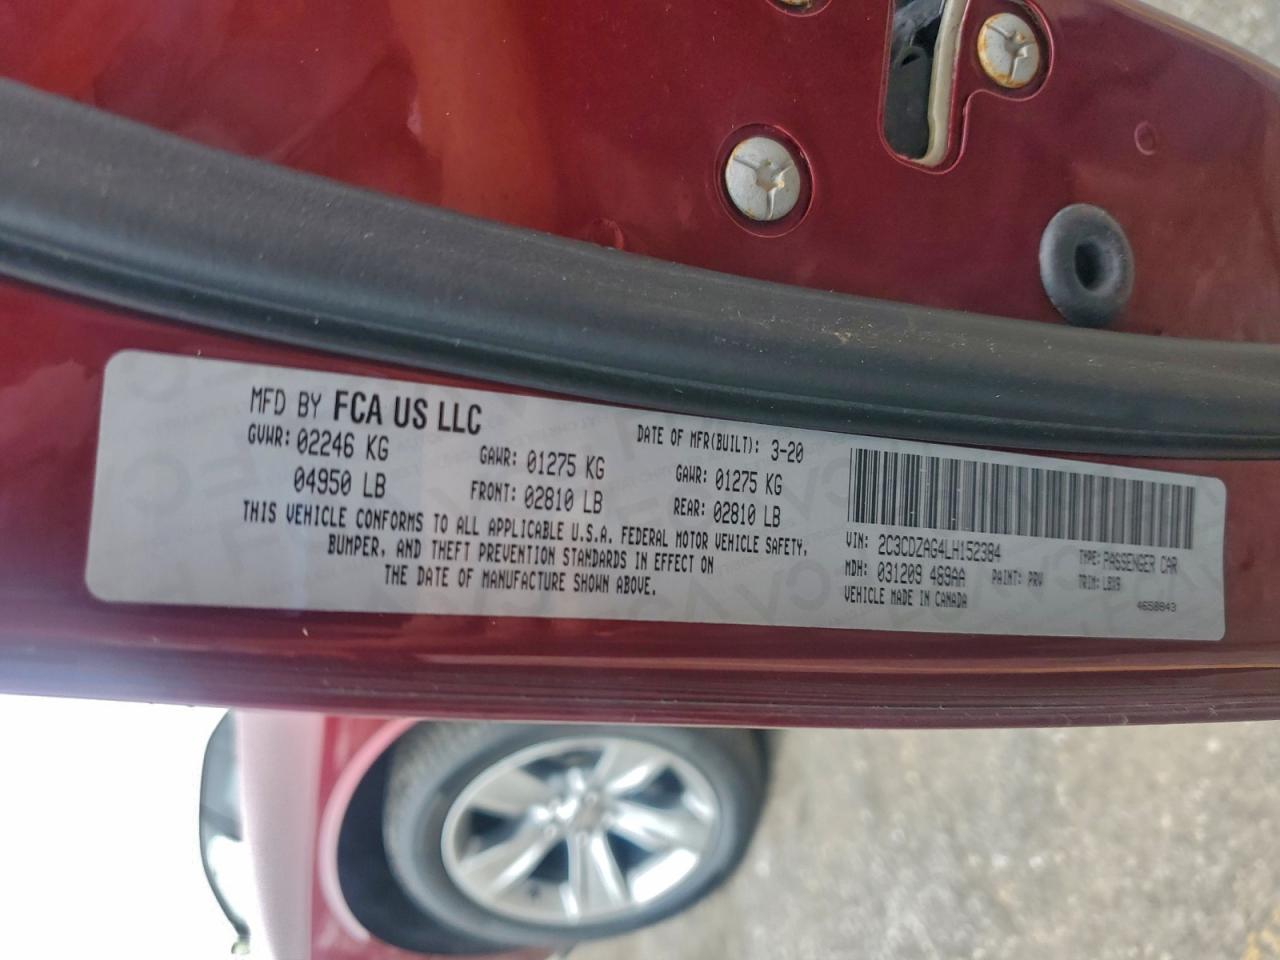 MFD BY FCA US LLC
DATE OF MFR(BUILT): 3-20
GVWR: 02246 KG
04950 LB
GAWR: 01275 KG
FRONT: 02810 LB
GAWR: 01275 KG
REAR: 02810 LB
THIS VEHICLE CONFORMS TO ALL APPLICABLE U.S.A. FEDERAL MOTOR VEHICLE SAFETY,
BUMPER, AND THEFT PREVENTION STANDARDS IN EFFECT ON
THE DATE OF MANUFACTURE SHOWN ABOVE.
VIN: 2C3CDZAG4LH152384
TYPE: PASSENGER CAR
MDH: 031209 469AA
PAINT: PRV
TRIM: LBX9
VEHICLE MADE IN CANADA
4658843